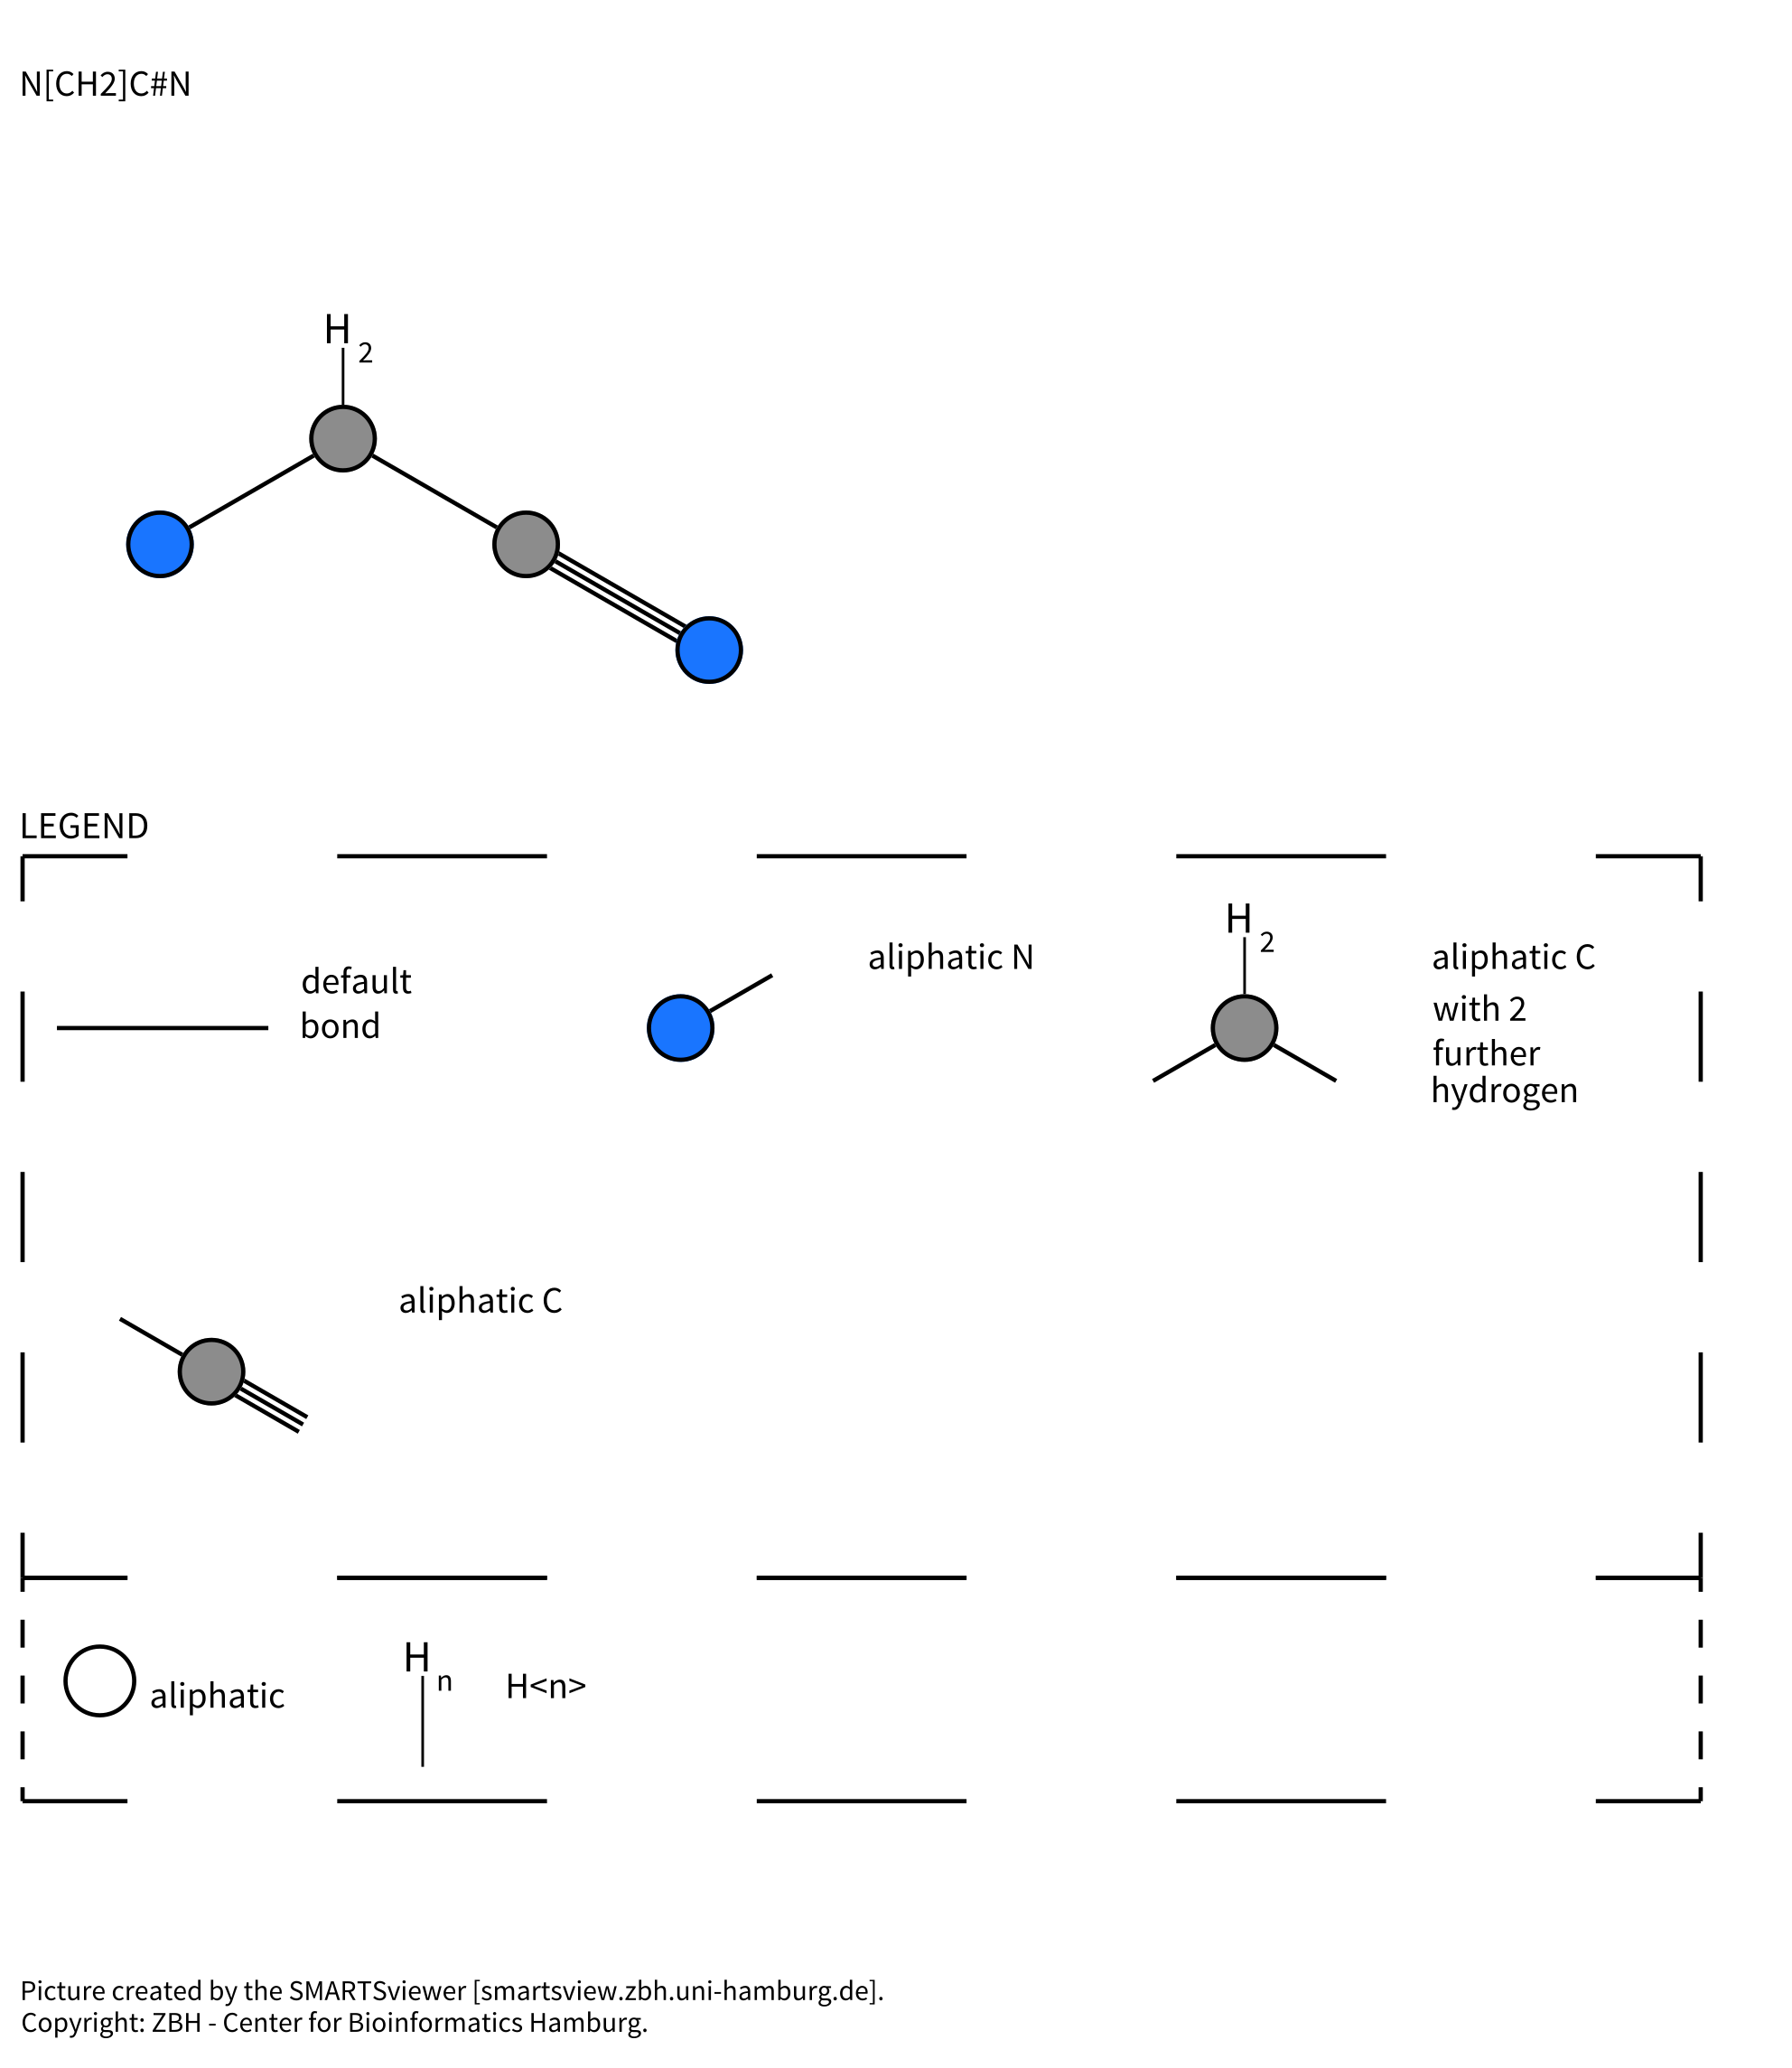 N[CH2]C#N
H
2
LEGEND
default
bond
aliphatic N
H
2
aliphatic C
with 2
further
hydrogen
aliphatic C
aliphatic
H
n
H<n>
Picture created by the SMARTSviewer [smartsview.zbh.uni-hamburg.de].
Copyright: ZBH - Center for Bioinformatics Hamburg.